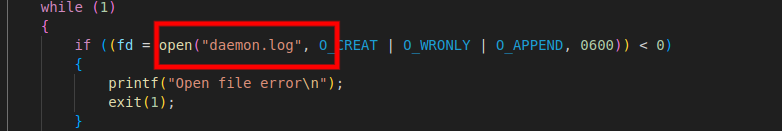 while (1)
{
if ((fd = open("daemon.log", O_CREAT | O_WRONLY | O_APPEND, 0600)) < 0)
{
printf("Open file error\n");
exit(1);
}